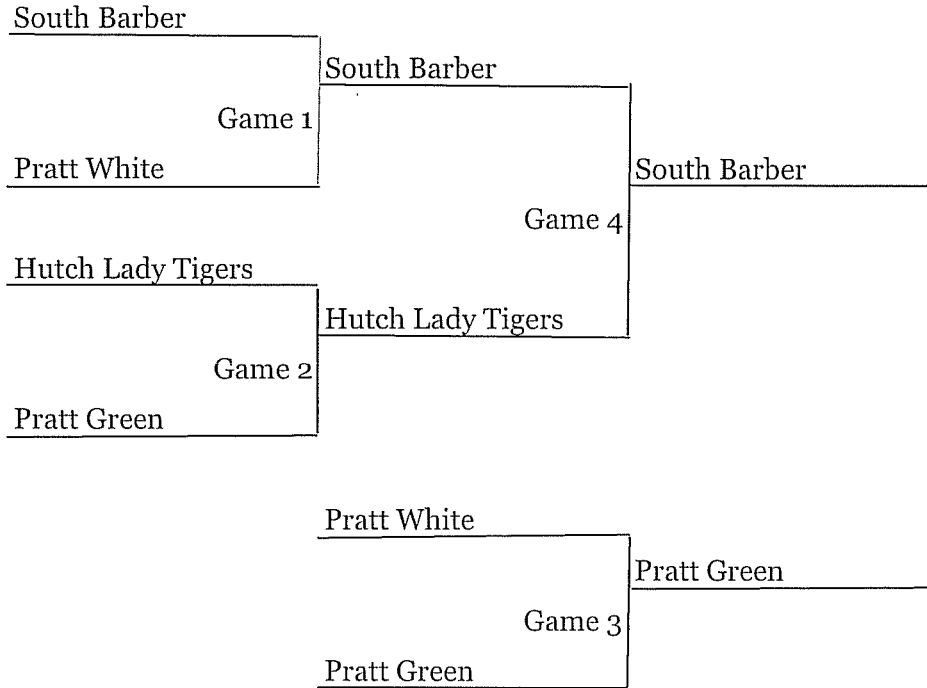 South Barber
South Barber
Game 1
Pratt White
South Barber
Game 4
Hutch Lady Tigers
Hutch Lady Tigers
Game 2
Pratt Green
Pratt White
Pratt Green
Game 3
Pratt Green